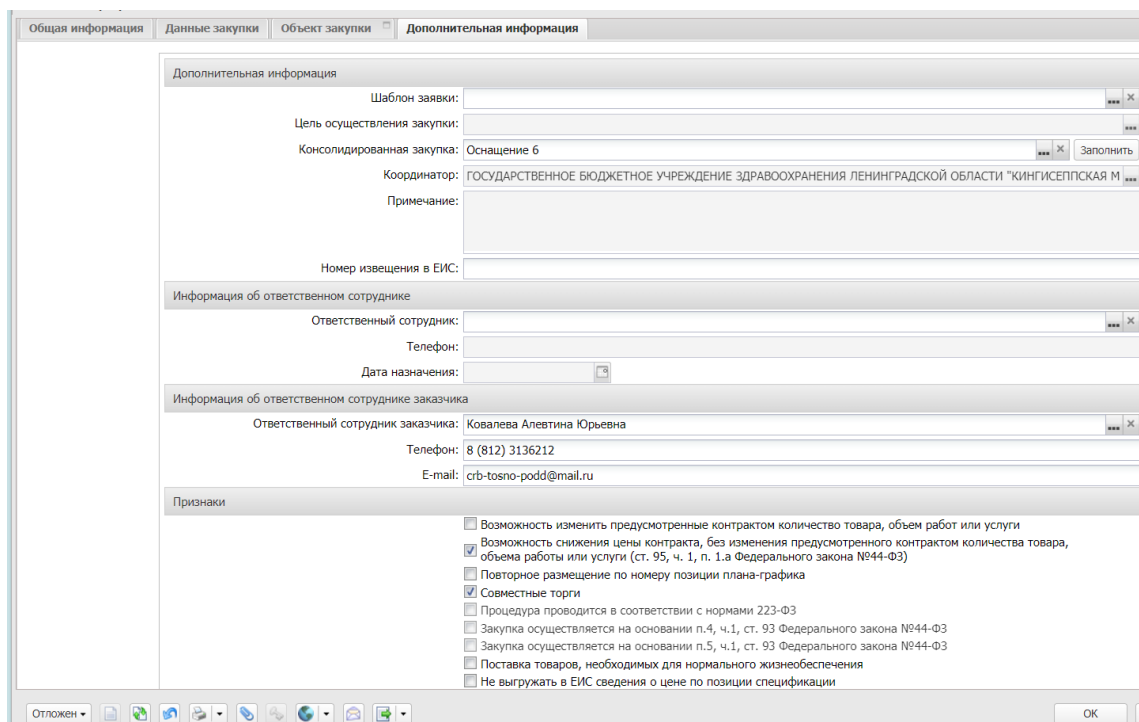 Общая информация
Данные закупки
Объект закупки
Дополнительная информация
Дополнительная информация
Шаблон заявки:
Цель осуществления закупки:
Консолидированная закупка: Оснащение 6 Заполнить
Координатор: ГОСУДАРСТВЕННОЕ БЮДЖЕТНОЕ УЧРЕЖДЕНИЕ ЗДРАВООХРАНЕНИЯ ЛЕНИНГРАДСКОЙ ОБЛАСТИ "КИНГИСЕППСКАЯ М
Примечание:
Номер извещения в ЕИС:
Информация об ответственном сотруднике
Ответственный сотрудник:
Телефон:
Дата назначения:
Информация об ответственном сотруднике заказчика
Ответственный сотрудник заказчика: Ковалева Алевтина Юрьевна
Телефон: 8 (812) 3136212
E-mail: crb-tosno-podd@mail.ru
Признаки
Возможность изменить предусмотренные контрактом количество товара, объем работ или услуги
Возможность снижения цены контракта, без изменения предусмотренного контрактом количества товара,
объема работы или услуги (ст. 95, ч. 1, п. 1.а Федерального закона №44-ФЗ)
Повторное размещение по номеру позиции плана-графика
Совместные торги
Процедура проводится в соответствии с нормами 223-ФЗ
Закупка осуществляется на основании п.4, ч.1, ст. 93 Федерального закона №44-ФЗ
Закупка осуществляется на основании п.5, ч.1, ст. 93 Федерального закона №44-ФЗ
Поставка товаров, необходимых для нормального жизнеобеспечения
Не выгружать в ЕИС сведения о цене по позиции спецификации
Отложен
ОК